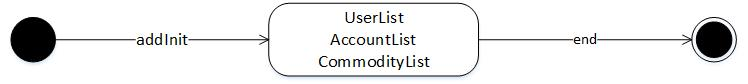 UserList
addInit
AccountList
end
CommodityList